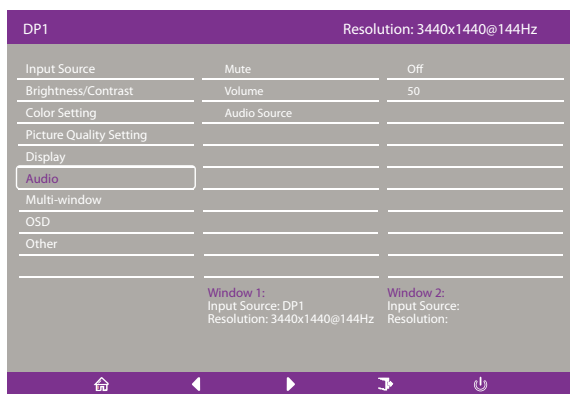 DP1 Resolution: 3440x1440@144Hz
Input Source Mute Off
Brightness/Contrast Volume 50
Color Setting Audio Source
Picture Quality Setting
Display
Audio
Multi-window
OSD
Other
Window 1: Window 2:
Input Source: DP1 Input Source:
Resolution: 3440x1440@144Hz Resolution: